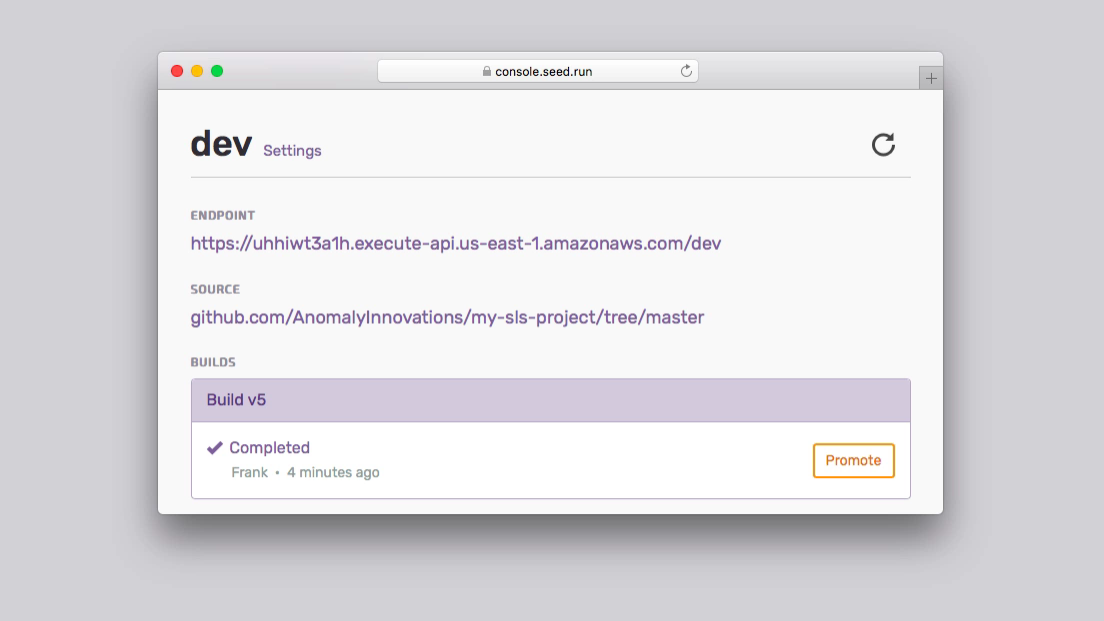 console.seed.run
dev Settings
ENDPOINT
https://uhhiwt3a1h.execute-api.us-east-1.amazonaws.com/dev
SOURCE
github.com/AnomalyInnovations/my-sls-project/tree/master
BUILDS
Build v5
Completed
Frank • 4 minutes ago
Promote